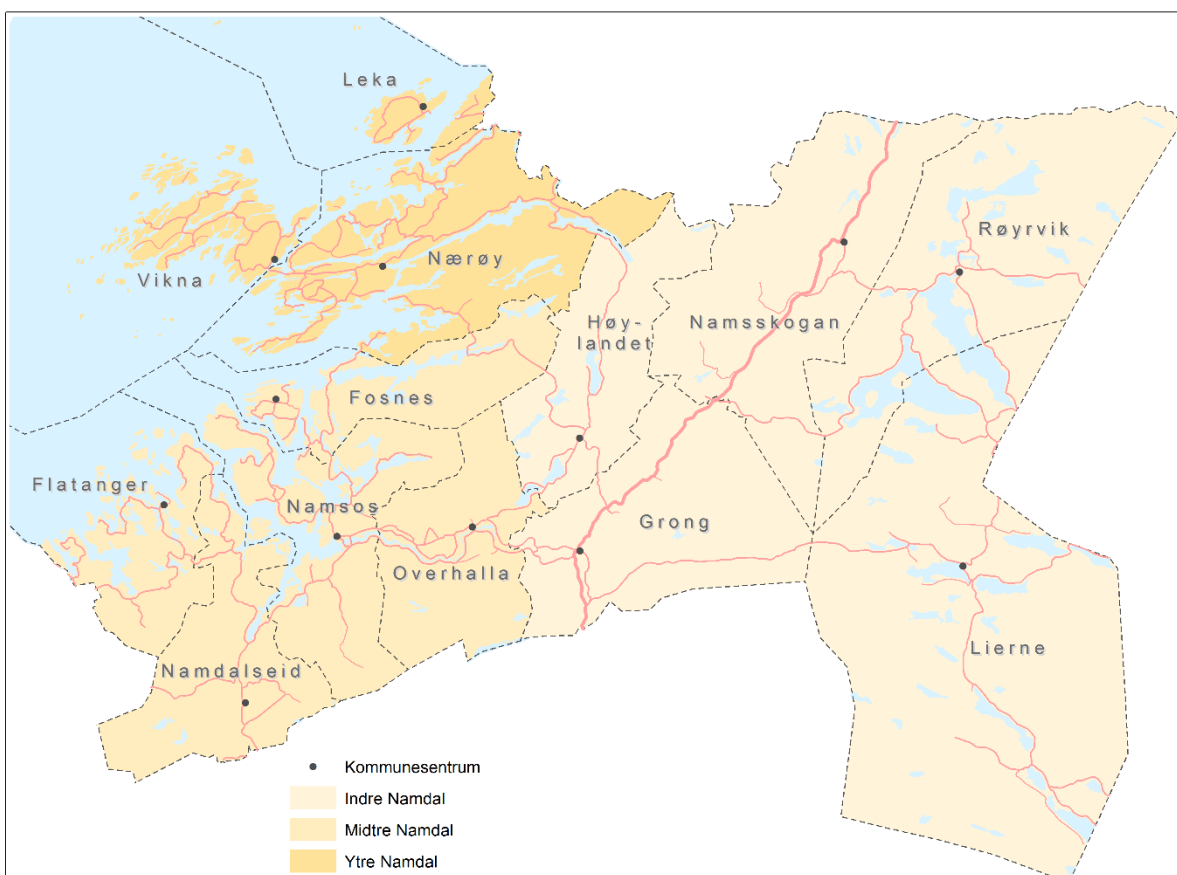 Leka
Røyrvik
Nærøy
Vikna
Høy-
landet
Namsskogan
Fosnes
Flatanger
Namsos
Grong
Overhalla
Lierne
Namdalseid
Kommunesentrum
Indre Namdal
Midtre Namdal
Ytre Namdal